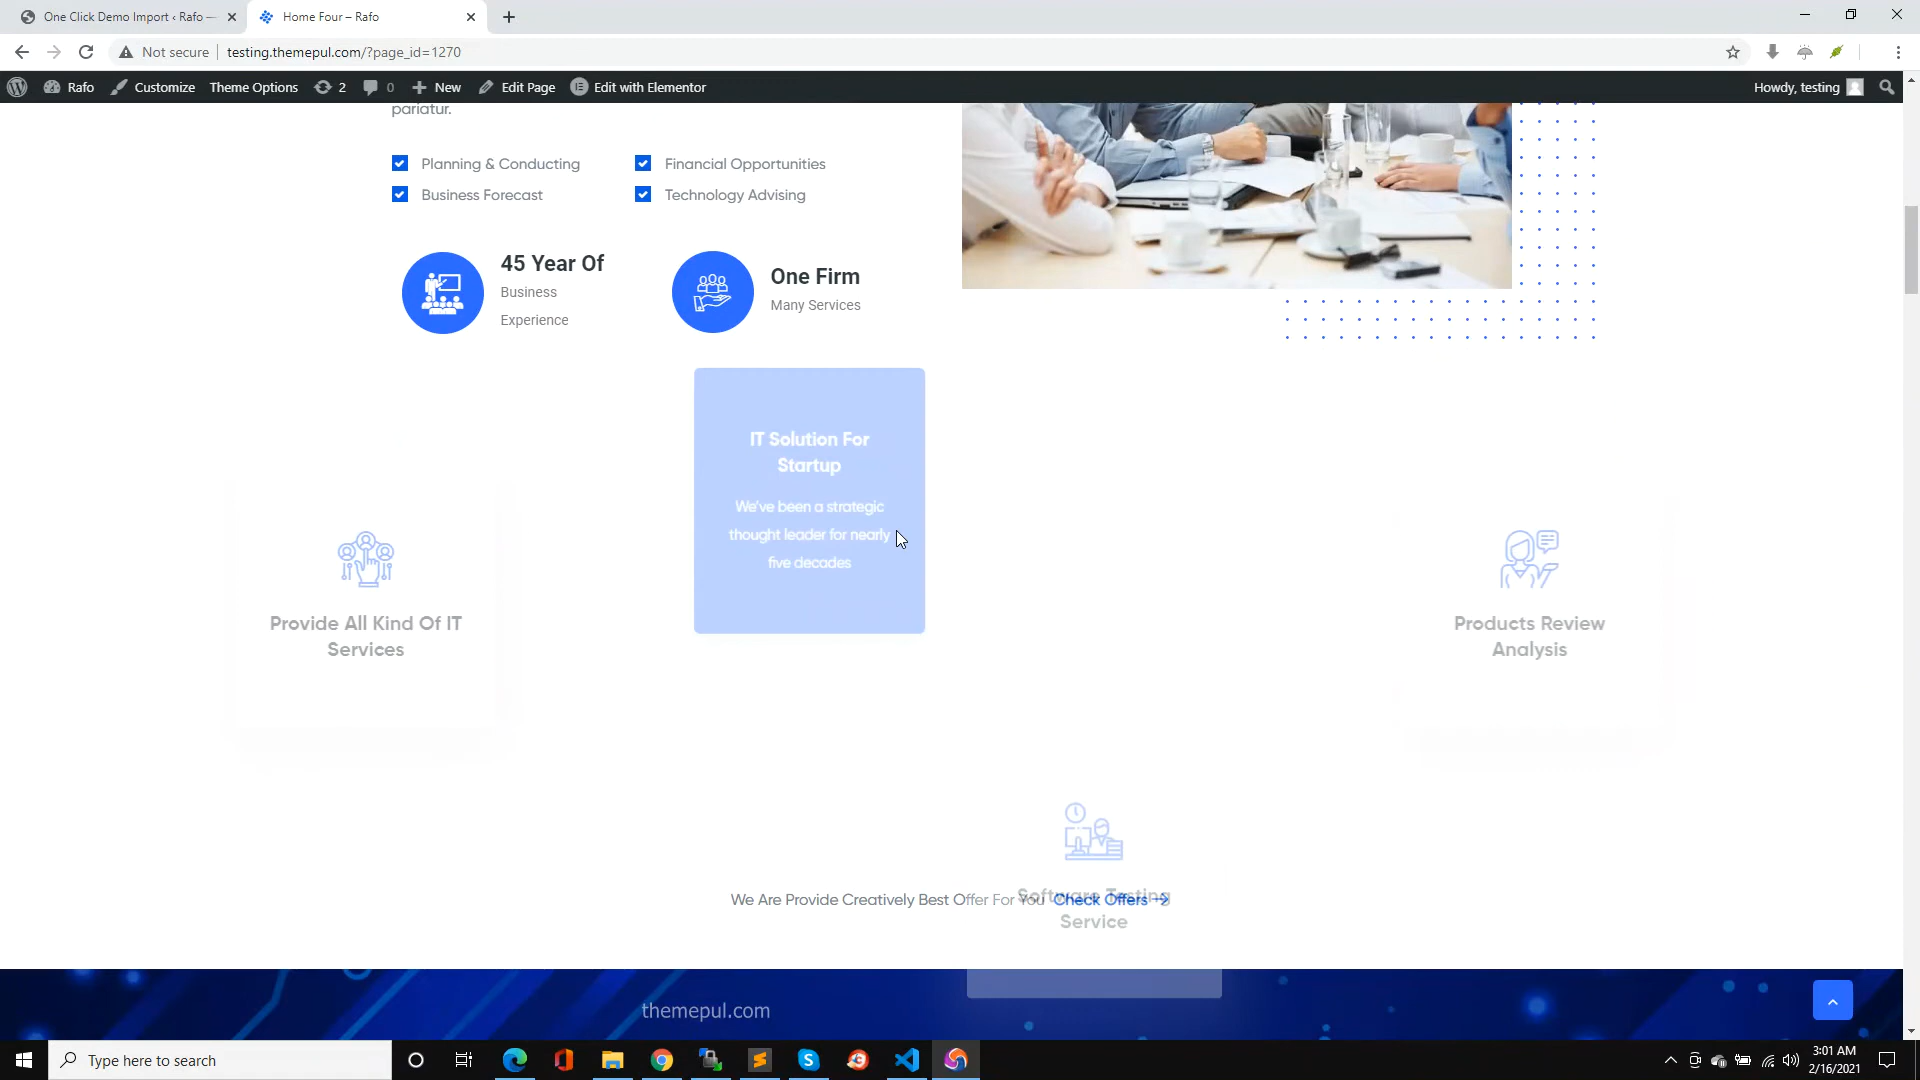 One Click Demo Import ‹ Rafo —
Home Four – Rafo
Not secure
testing.themepul.com/?page_id=1270
Rafo
Customize
Theme Options
2
0
New
Edit Page
Edit with Elementor
Howdy, testing
pariatur.
Planning & Conducting
Financial Opportunities
Business Forecast
Technology Advising
45 Year Of
Business
Experience
One Firm
Many Services
IT Solution For
Startup
We've been a strategic
thought leader for nearly
five decades
Provide All Kind Of IT
Services
Products Review
Analysis
We Are Provide Creatively Best Offer For You Check Offers
Software Testing
Service
themepul.com
Type here to search
3:01 AM
2/16/2021